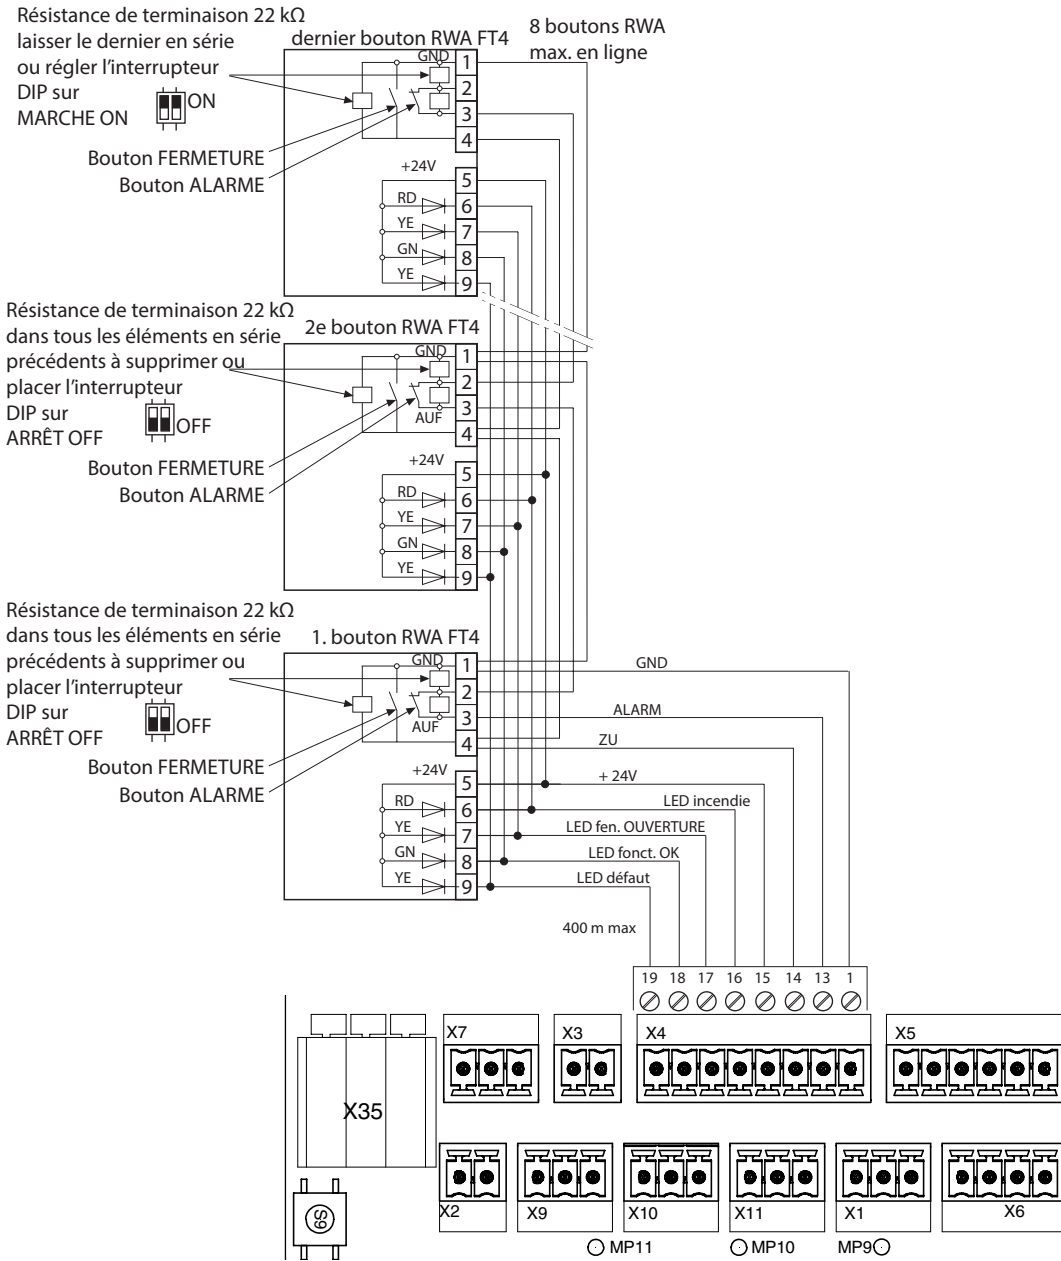 Résistance de terminaison 22 kΩ
laisser le dernier en série
ou régler l'interrupteur
DIP sur
MARCHE ON
ON
Bouton FERMETURE
Bouton ALARME
dernier bouton RWA FT4
8 boutons RWA
max. en ligne
GND
1
2
3
4
+24V
5
RD
6
YE
7
GN
8
YE
9
Résistance de terminaison 22 kΩ
dans tous les éléments en série
précédents à supprimer ou
placer l'interrupteur
DIP sur
ARRÊT OFF
OFF
Bouton FERMETURE
Bouton ALARME
2e bouton RWA FT4
GND
1
2
3
AUF
4
+24V
5
RD
6
YE
7
GN
8
YE
9
Résistance de terminaison 22 kΩ
dans tous les éléments en série
précédents à supprimer ou
placer l'interrupteur
DIP sur
ARRÊT OFF
OFF
Bouton FERMETURE
Bouton ALARME
1. bouton RWA FT4
GND
1
2
3
AUF
4
+24V
5
RD
6
YE
7
GN
8
YE
9
GND
ALARM
ZU
+ 24V
LED incendie
LED fen. OUVERTURE
LED fonct. OK
LED défaut
400 m max
19 18 17 16 15 14 13 1
X7 X3 X4 X5
X35
X2 X9 X10 X11 X1 X6
S9
MP11 MP10 MP9